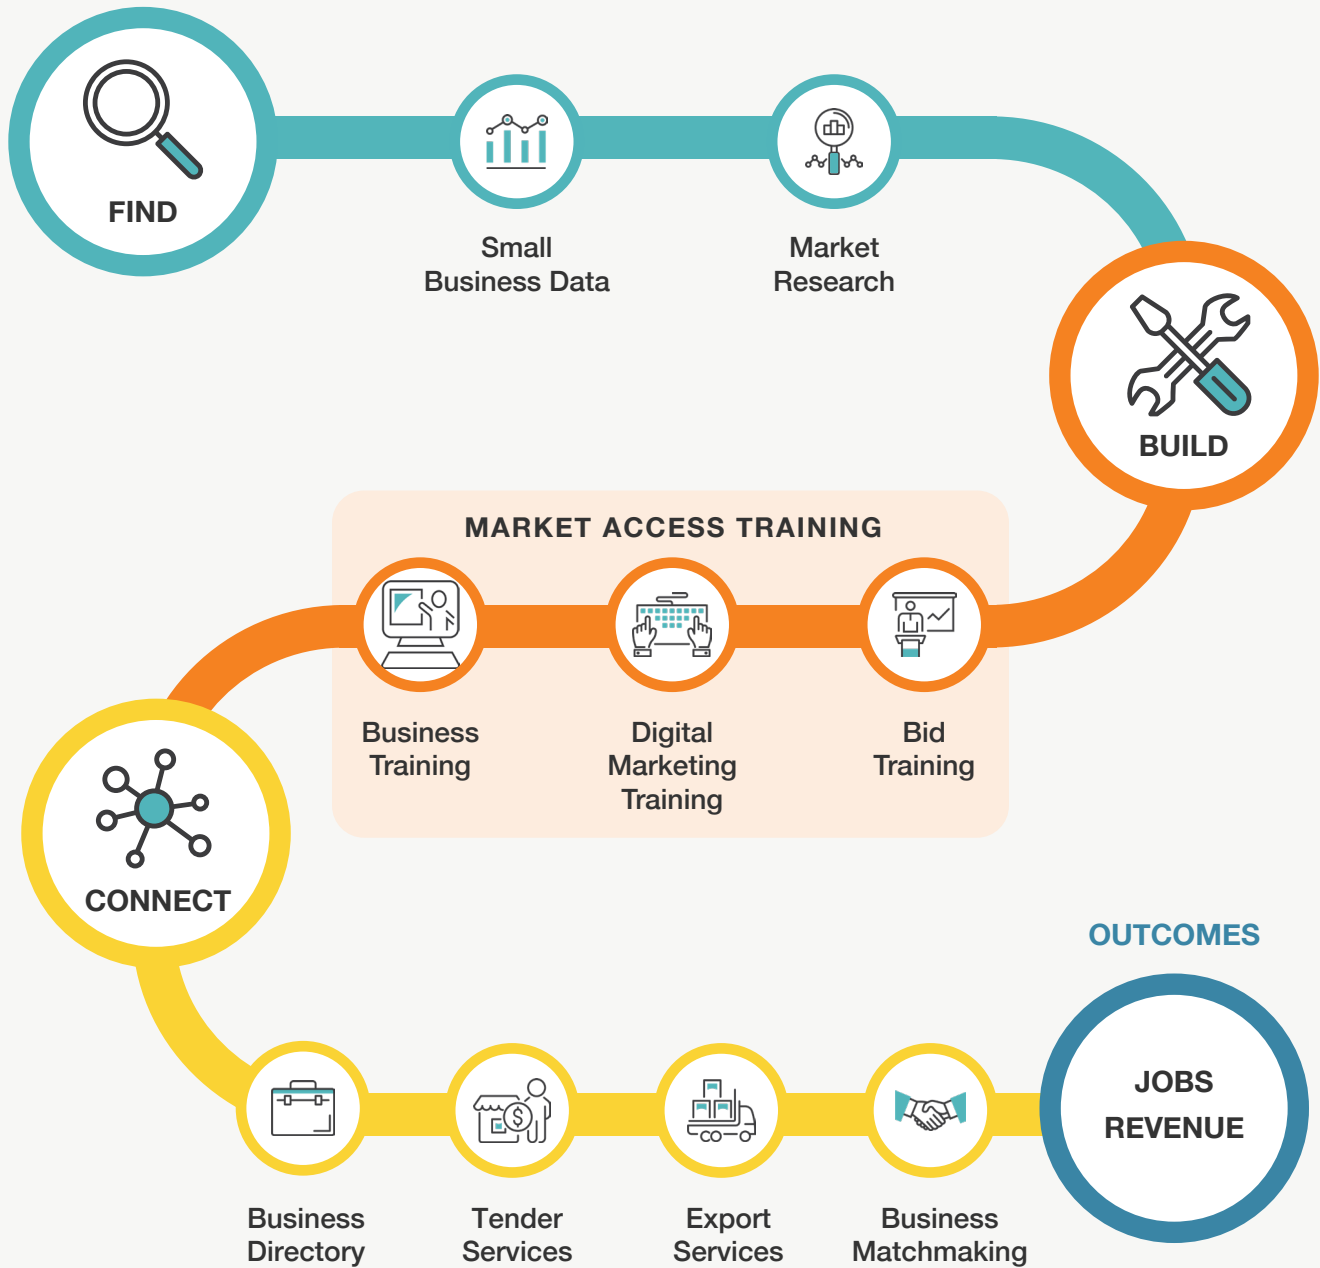 FIND
Small
Business Data
Market
Research
BUILD
MARKET ACCESS TRAINING
Business
Training
Digital
Marketing
Training
Bid
Training
CONNECT
OUTCOMES
JOBS
REVENUE
$
Business
Directory
Tender
Services
Export
Services
Business
Matchmaking